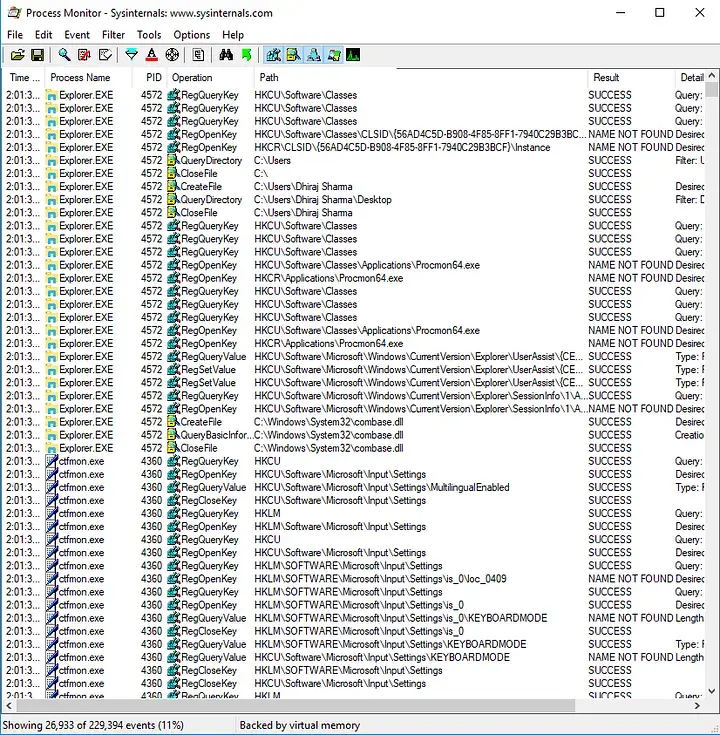 Process Monitor - Sysinternals: www.sysinternals.com
File Edit Event Filter Tools Options Help
Time ... Process Name PID Operation Path Result Detail
2:01:3... Explorer.EXE 4572 RegQueryKey HKCU\Software\Classes SUCCESS Query:
2:01:3... Explorer.EXE 4572 RegQueryKey HKCU\Software\Classes SUCCESS Query:
2:01:3... Explorer.EXE 4572 RegQueryKey HKCU\Software\Classes SUCCESS Query:
2:01:3... Explorer.EXE 4572 RegOpenKey HKCU\Software\Classes\CLSID\{56AD4C5D-B908-4F85-8FF1-7940C29B3BC... NAME NOT FOUND Desired
2:01:3... Explorer.EXE 4572 RegOpenKey HKCR\CLSID\{56AD4C5D-B908-4F85-8FF1-7940C29B3BCF}\Instance NAME NOT FOUND Desired
2:01:3... Explorer.EXE 4572 QueryDirectory C:\Users SUCCESS Filter: U
2:01:3... Explorer.EXE 4572 CloseFile C:\ SUCCESS
2:01:3... Explorer.EXE 4572 CreateFile C:\Users\Dhiraj Sharma SUCCESS Desired
2:01:3... Explorer.EXE 4572 QueryDirectory C:\Users\Dhiraj Sharma\Desktop SUCCESS Filter: D
2:01:3... Explorer.EXE 4572 CloseFile C:\Users\Dhiraj Sharma SUCCESS
2:01:3... Explorer.EXE 4572 RegQueryKey HKCU\Software\Classes SUCCESS Query:
2:01:3... Explorer.EXE 4572 RegQueryKey HKCU\Software\Classes SUCCESS Query:
2:01:3... Explorer.EXE 4572 RegQueryKey HKCU\Software\Classes SUCCESS Query:
2:01:3... Explorer.EXE 4572 RegOpenKey HKCU\Software\Classes\Applications\Procmon64.exe NAME NOT FOUND Desired
2:01:3... Explorer.EXE 4572 RegOpenKey HKCR\Applications\Procmon64.exe NAME NOT FOUND Desired
2:01:3... Explorer.EXE 4572 RegQueryKey HKCU\Software\Classes SUCCESS Query:
2:01:3... Explorer.EXE 4572 RegQueryKey HKCU\Software\Classes SUCCESS Query:
2:01:3... Explorer.EXE 4572 RegQueryKey HKCU\Software\Classes SUCCESS Query:
2:01:3... Explorer.EXE 4572 RegOpenKey HKCU\Software\Classes\Applications\Procmon64.exe NAME NOT FOUND Desired
2:01:3... Explorer.EXE 4572 RegOpenKey HKCR\Applications\Procmon64.exe NAME NOT FOUND Desired
2:01:3... Explorer.EXE 4572 RegQueryValue HKCU\Software\Microsoft\Windows\CurrentVersion\Explorer\UserAssist\{CE... SUCCESS Type: F
2:01:3... Explorer.EXE 4572 RegSetValue HKCU\Software\Microsoft\Windows\CurrentVersion\Explorer\UserAssist\{CE... SUCCESS Type: F
2:01:3... Explorer.EXE 4572 RegSetValue HKCU\Software\Microsoft\Windows\CurrentVersion\Explorer\UserAssist\{CE... SUCCESS Type: F
2:01:3... Explorer.EXE 4572 RegQueryKey HKCU\Software\Microsoft\Windows\CurrentVersion\Explorer\SessionInfo\1\A... SUCCESS Query:
2:01:3... Explorer.EXE 4572 RegOpenKey HKCU\Software\Microsoft\Windows\CurrentVersion\Explorer\SessionInfo\1\A... NAME NOT FOUND Desired
2:01:3... Explorer.EXE 4572 CreateFile C:\Windows\System32\combase.dll SUCCESS Desired
2:01:3... Explorer.EXE 4572 QueryBasicInfor... C:\Windows\System32\combase.dll SUCCESS Creatio
2:01:3... Explorer.EXE 4572 CloseFile C:\Windows\System32\combase.dll SUCCESS
2:01:3... ctfmon.exe 4360 RegQueryKey HKCU SUCCESS Query:
2:01:3... ctfmon.exe 4360 RegOpenKey HKCU\Software\Microsoft\Input\Settings SUCCESS Desired
2:01:3... ctfmon.exe 4360 RegQueryValue HKCU\Software\Microsoft\Input\Settings\MultilingualEnabled SUCCESS Type: F
2:01:3... ctfmon.exe 4360 RegCloseKey HKCU\Software\Microsoft\Input\Settings SUCCESS
2:01:3... ctfmon.exe 4360 RegQueryKey HKLM SUCCESS Query:
2:01:3... ctfmon.exe 4360 RegOpenKey HKLM\Software\Microsoft\Input\Settings SUCCESS Desired
2:01:3... ctfmon.exe 4360 RegQueryKey HKCU SUCCESS Query:
2:01:3... ctfmon.exe 4360 RegOpenKey HKCU\Software\Microsoft\Input\Settings SUCCESS Desired
2:01:3... ctfmon.exe 4360 RegQueryKey HKLM\SOFTWARE\Microsoft\Input\Settings SUCCESS Query:
2:01:3... ctfmon.exe 4360 RegOpenKey HKLM\SOFTWARE\Microsoft\Input\Settings\is_0\loc_0409 NAME NOT FOUND Desired
2:01:3... ctfmon.exe 4360 RegQueryKey HKLM\SOFTWARE\Microsoft\Input\Settings SUCCESS Query:
2:01:3... ctfmon.exe 4360 RegOpenKey HKLM\SOFTWARE\Microsoft\Input\Settings\is_0 SUCCESS Desired
2:01:3... ctfmon.exe 4360 RegQueryValue HKLM\SOFTWARE\Microsoft\Input\Settings\is_0\KEYBOARDMODE NAME NOT FOUND Length
2:01:3... ctfmon.exe 4360 RegCloseKey HKLM\SOFTWARE\Microsoft\Input\Settings\is_0 SUCCESS
2:01:3... ctfmon.exe 4360 RegQueryValue HKLM\SOFTWARE\Microsoft\Input\Settings\KEYBOARDMODE SUCCESS Type: F
2:01:3... ctfmon.exe 4360 RegQueryValue HKCU\Software\Microsoft\Input\Settings\KEYBOARDMODE NAME NOT FOUND Length
2:01:3... ctfmon.exe 4360 RegCloseKey HKLM\SOFTWARE\Microsoft\Input\Settings SUCCESS
2:01:3... ctfmon.exe 4360 RegCloseKey HKCU\Software\Microsoft\Input\Settings SUCCESS
2:01:3... ctfmon.exe 4360 RegQueryKey HKLM SUCCESS Query:
Showing 26,933 of 229,394 events (11%) Backed by virtual memory